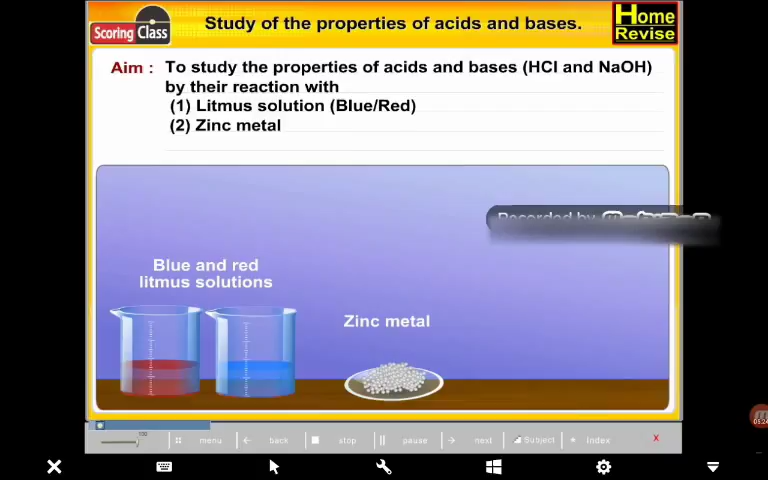 Scoring Class
Study of the properties of acids and bases.
Home
Revise
Aim : To study the properties of acids and bases (HCl and NaOH)
by their reaction with
(1) Litmus solution (Blue/Red)
(2) Zinc metal
Recorded by
Blue and red
litmus solutions
Zinc metal
menu back stop pause next Subject Index X